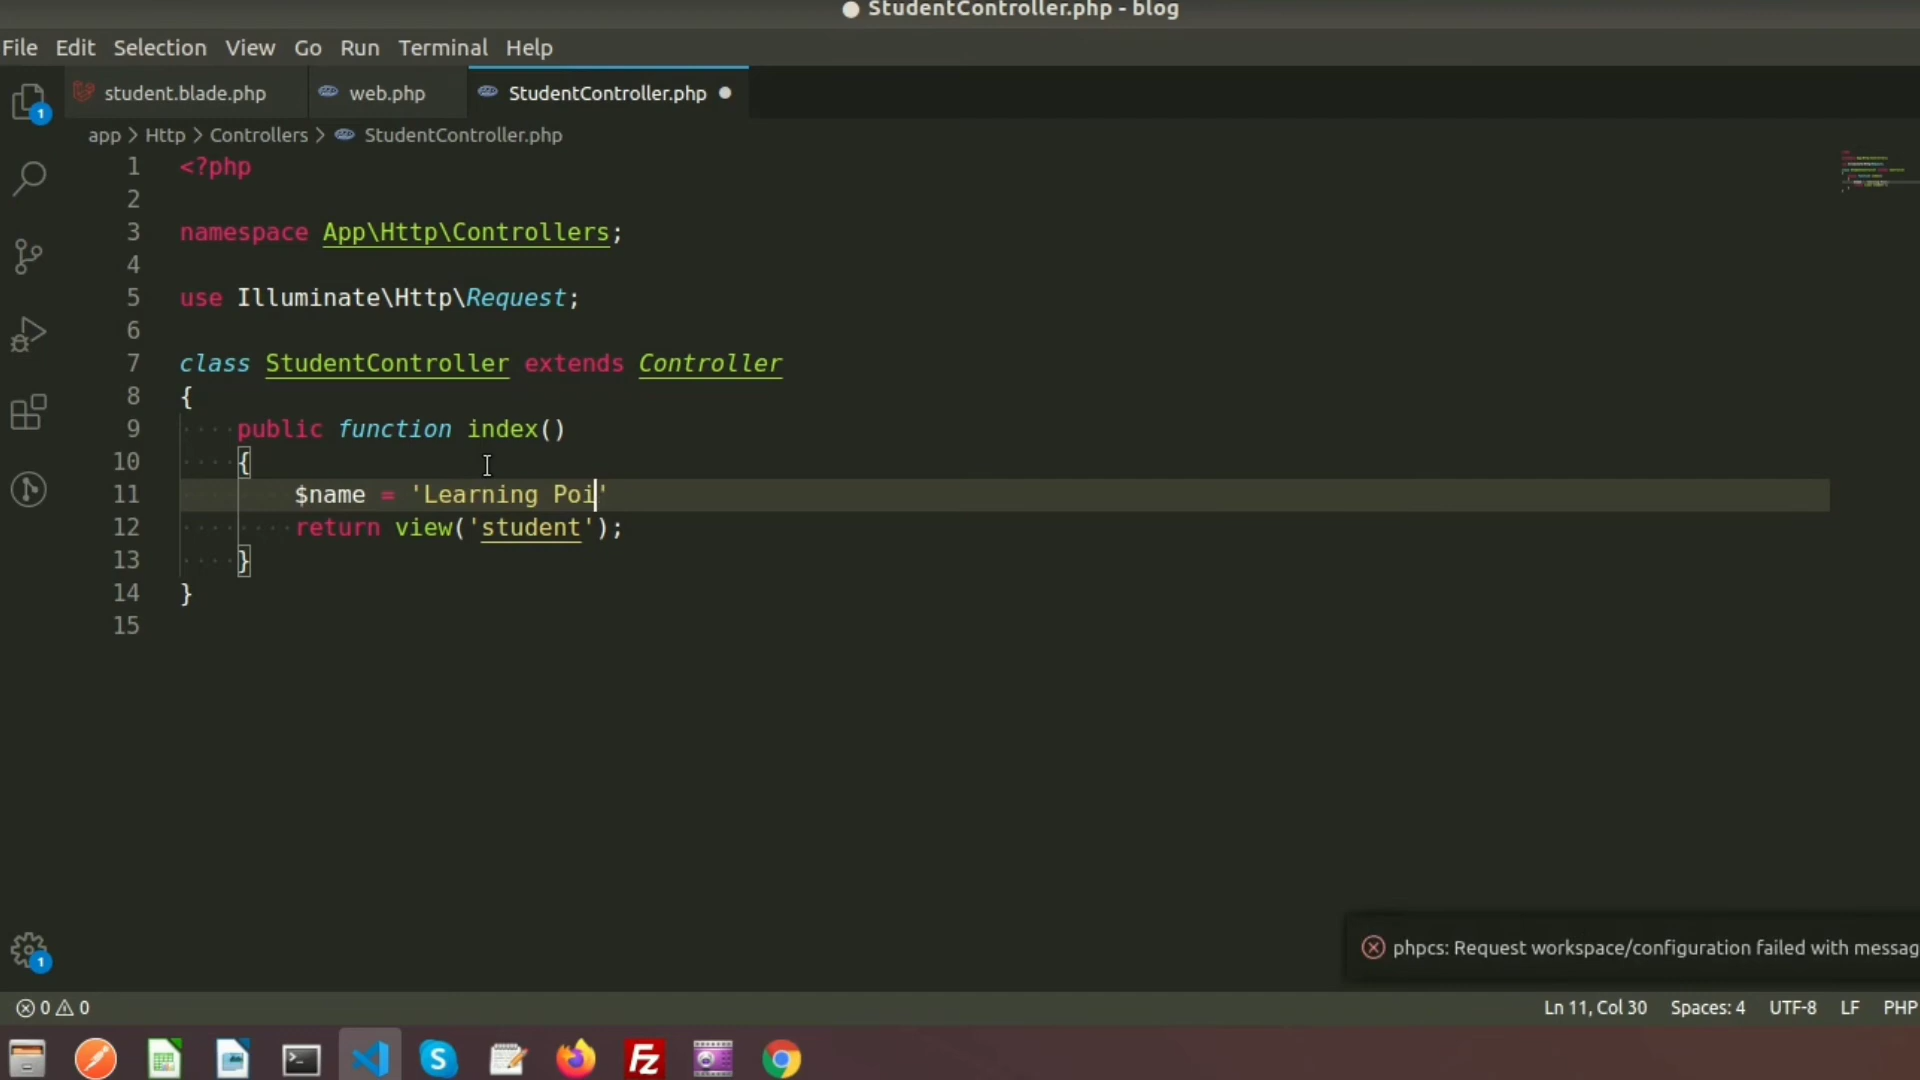 ● StudentController.php - blog
File Edit Selection View Go Run Terminal Help
1
student.blade.php web.php StudentController.php ●
app > Http > Controllers > StudentController.php
1 <?php
2
3 namespace App\Http\Controllers;
4
5 use Illuminate\Http\Request;
6
7 class StudentController extends Controller
8 {
9 public function index()
10 {
11 $name = 'Learning Poi'
12 return view('student');
13 }
14 }
15
phpcs: Request workspace/configuration failed with messag
1
0 0 Ln 11, Col 30 Spaces: 4 UTF-8 LF PHP
S Fz